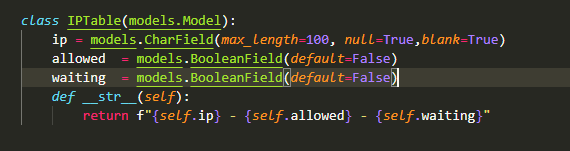 class IPTable(models.Model):
    ip = models.CharField(max_length=100, null=True,blank=True)
    allowed  = models.BooleanField(default=False)
    waiting  = models.BooleanField(default=False)
    def __str__(self):
        return f"{self.ip} - {self.allowed} - {self.waiting}"